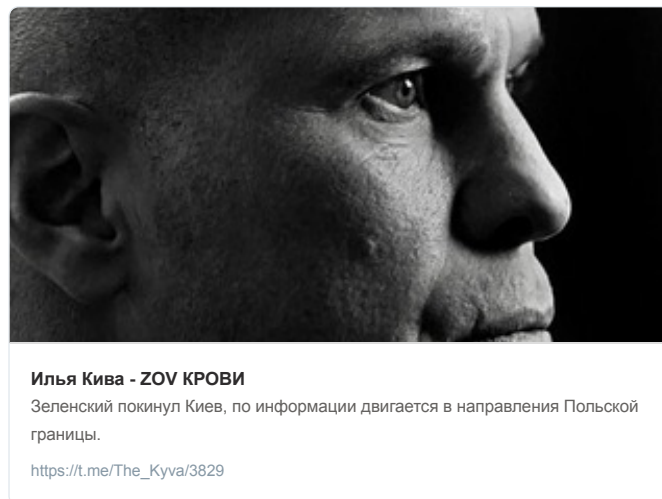 Илья Кива - ZOV КРОВИ
Зеленский покинул Киев, по информации двигается в направления Польской
границы.
https://t.me/The_Kyva/3829